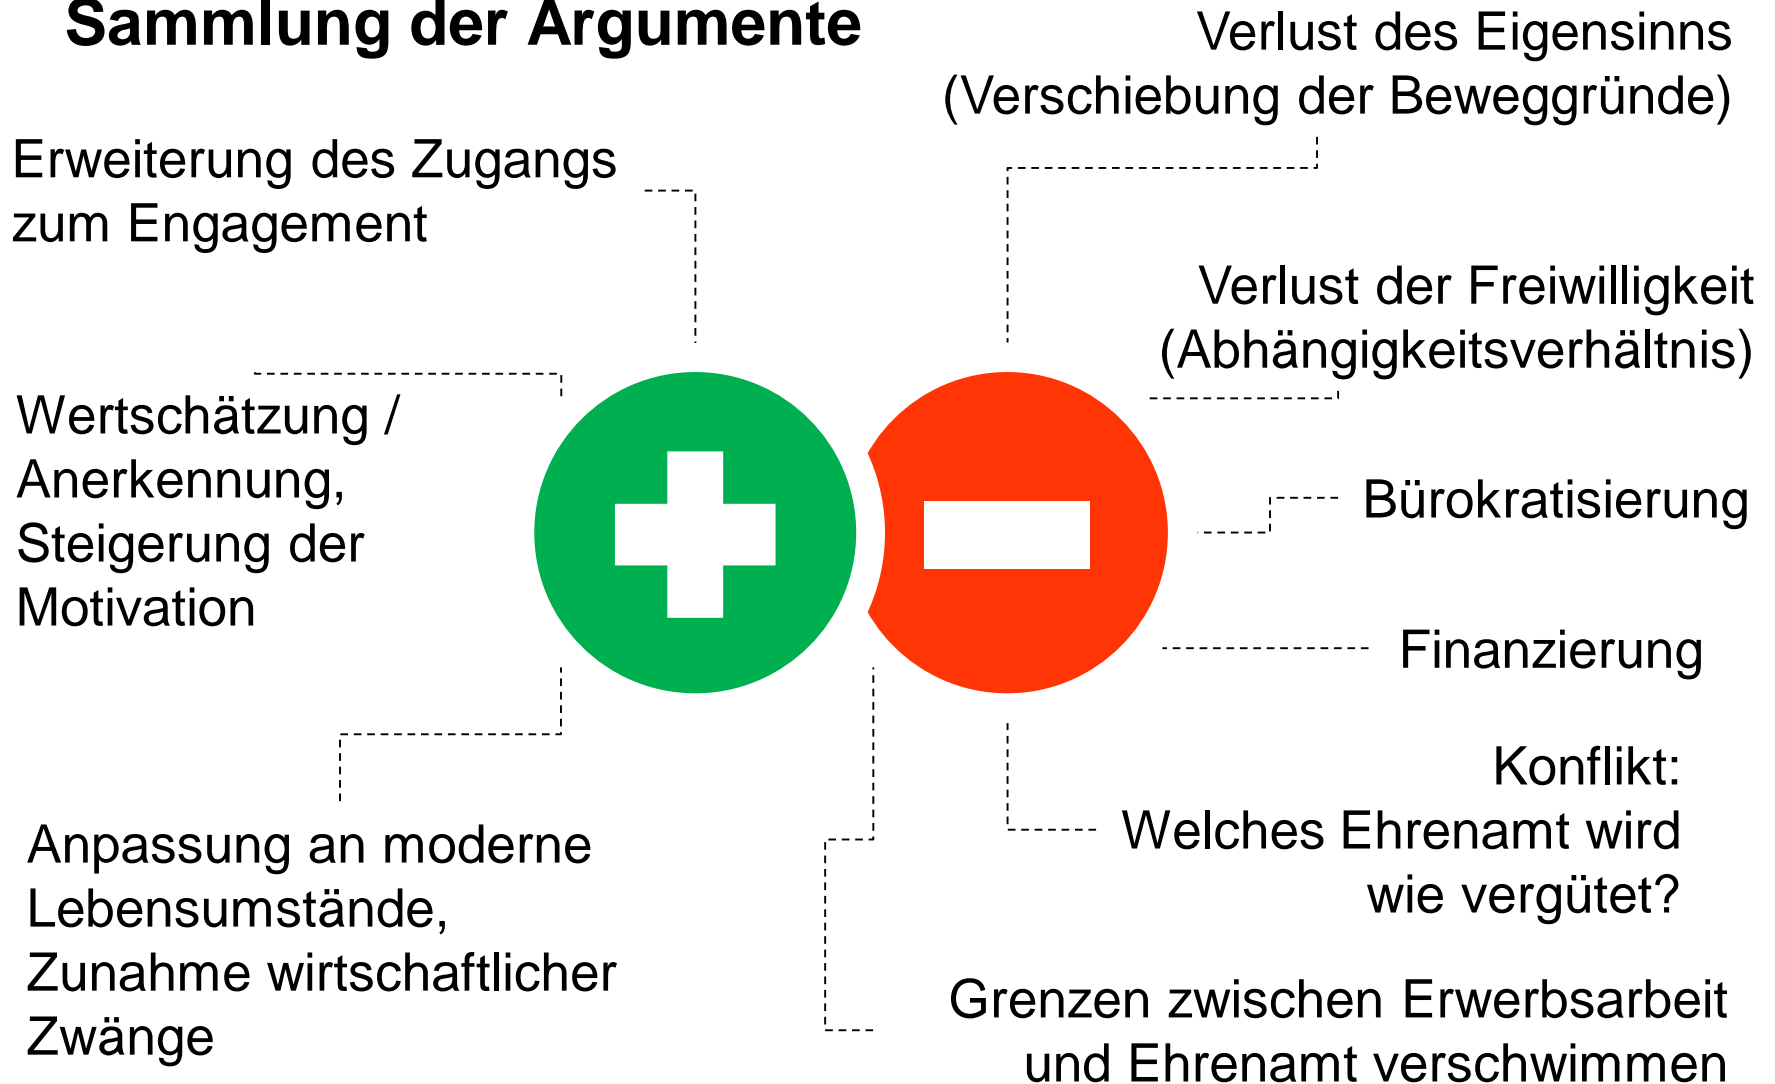 Sammlung der Argumente
Erweiterung des Zugangs
zum Engagement
Wertschätzung /
Anerkennung,
Steigerung der
Motivation
Anpassung an moderne
Lebensumstände,
Zunahme wirtschaftlicher
Zwänge
Verlust des Eigensinns
(Verschiebung der Beweggründe)
Verlust der Freiwilligkeit
(Abhängigkeitsverhältnis)
Bürokratisierung
Finanzierung
Konflikt:
Welches Ehrenamt wird
wie vergütet?
Grenzen zwischen Erwerbsarbeit
und Ehrenamt verschwimmen